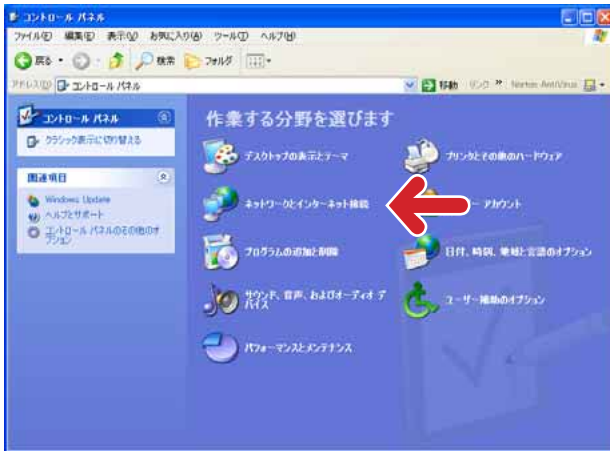 コントロール パネル
ファイル(F) 編集(E) 表示(V) お気に入り(A) ツール(T) ヘルプ(H)
戻る 検索 フォルダ
アドレス(D) コントロール パネル 移動 リンク Norton AntiVirus
コントロール パネル
クラシック表示に切り替える
関連項目
Windows Update
ヘルプとサポート
コントロール パネルのその他のオ
プション
作業する分野を選びます
デスクトップの表示とテーマ
プリンタとその他のハードウェア
ネットワークとインターネット接続
ー アカウント
プログラムの追加と削除
日付、時刻、地域と言語のオプション
サウンド、音声、およびオーディオ デ
バイス
ユーザー補助のオプション
パフォーマンスとメンテナンス